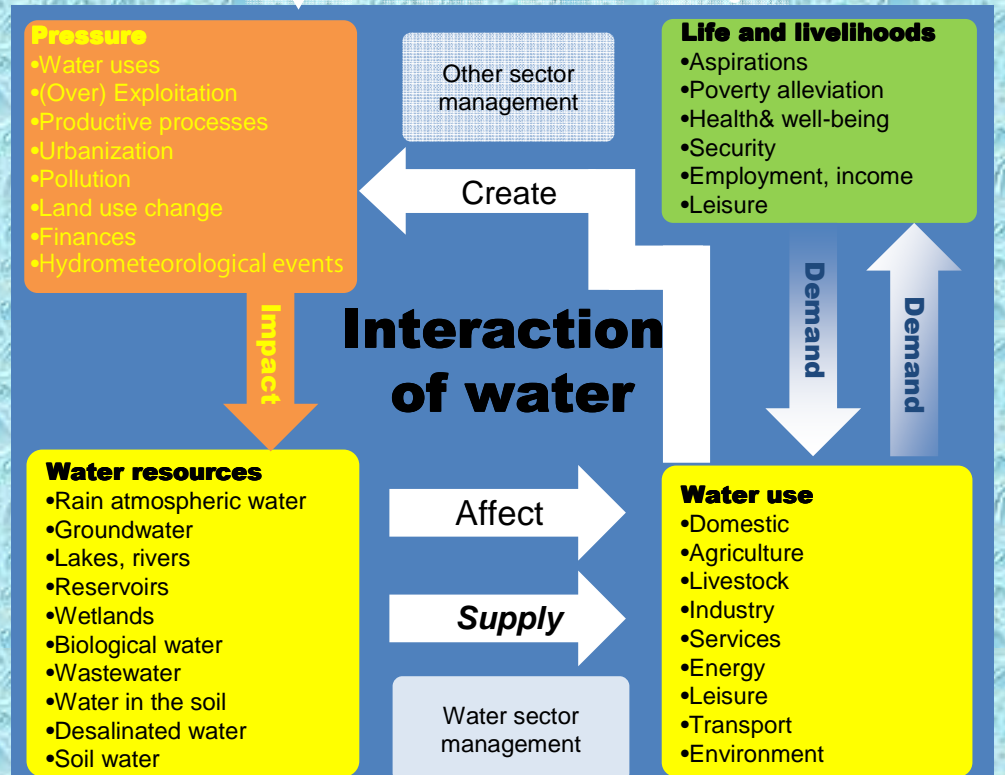 Pressure
•Water uses
•(Over) Exploitation
•Productive processes
•Urbanization
•Pollution
•Land use change
•Finances
•Hydrometeorological events
Other sector
management
Life and livelihoods
•Aspirations
•Poverty alleviation
•Health& well-being
•Security
•Employment, income
•Leisure
Create
Impact
Interaction
of water
Demand
Demand
Water resources
•Rain atmospheric water
•Groundwater
•Lakes, rivers
•Reservoirs
•Wetlands
•Biological water
•Wastewater
•Water in the soil
•Desalinated water
•Soil water
Affect
Supply
Water sector
management
Water use
•Domestic
•Agriculture
•Livestock
•Industry
•Services
•Energy
•Leisure
•Transport
•Environment